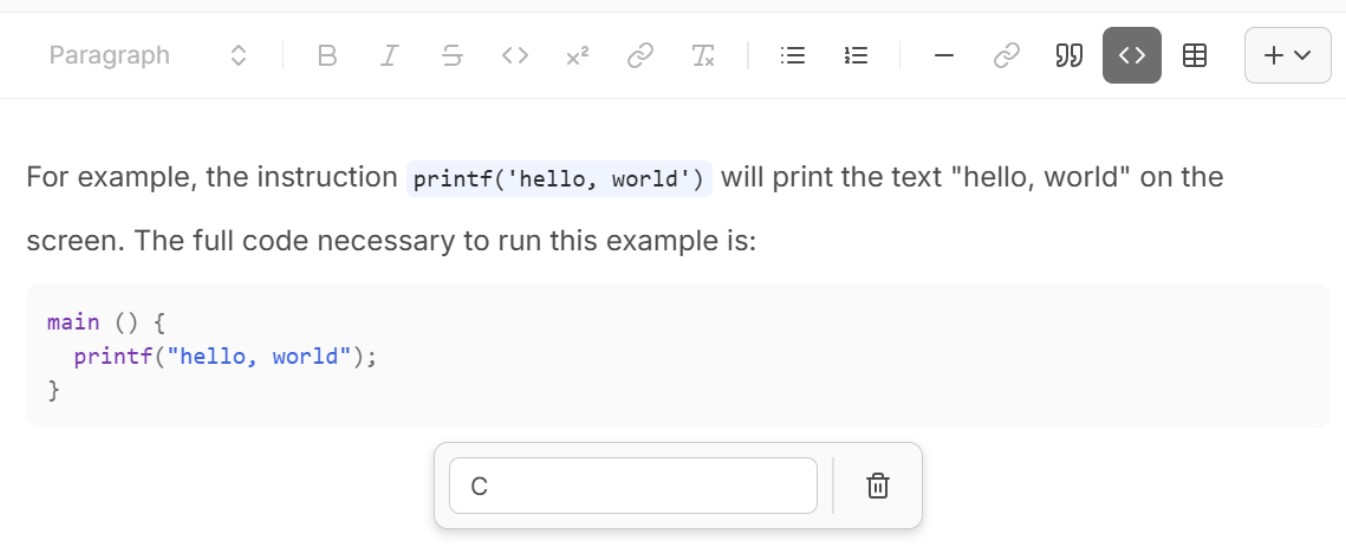 Paragraph
For example, the instruction printf('hello, world') will print the text "hello, world" on the
screen. The full code necessary to run this example is:
main () {
  printf("hello, world");
}
C